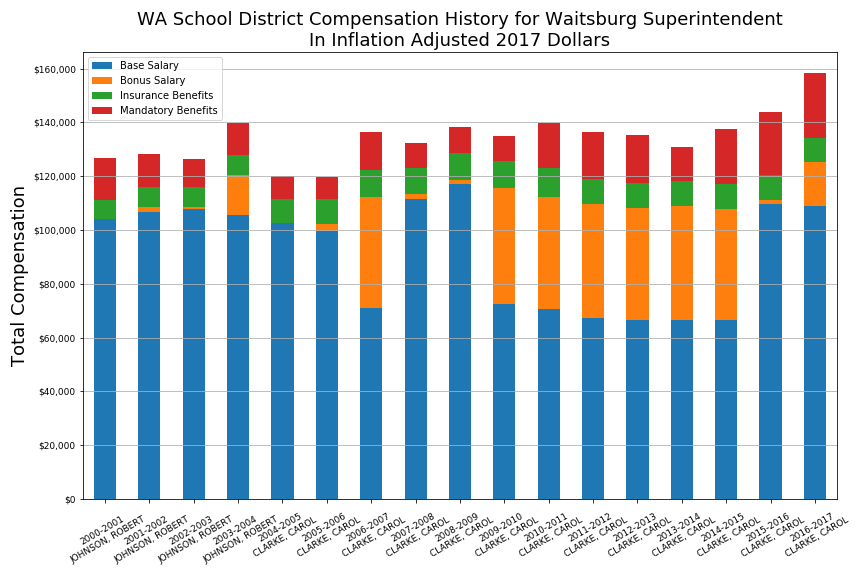 WA School District Compensation History for Waitsburg Superintendent
In Inflation Adjusted 2017 Dollars
Base Salary
Bonus Salary
Insurance Benefits
Mandatory Benefits
Total Compensation
$160,000
$140,000
$120,000
$100,000
$80,000
$60,000
$40,000
$20,000
$0
2000-2001
JOHNSON, ROBERT
2001-2002
JOHNSON, ROBERT
2002-2003
JOHNSON, ROBERT
2003-2004
JOHNSON, ROBERT
2004-2005
CLARKE, CAROL
2005-2006
CLARKE, CAROL
2006-2007
CLARKE, CAROL
2007-2008
CLARKE, CAROL
2008-2009
CLARKE, CAROL
2009-2010
CLARKE, CAROL
2010-2011
CLARKE, CAROL
2011-2012
CLARKE, CAROL
2012-2013
CLARKE, CAROL
2013-2014
CLARKE, CAROL
2014-2015
CLARKE, CAROL
2015-2016
CLARKE, CAROL
2016-2017
CLARKE, CAROL